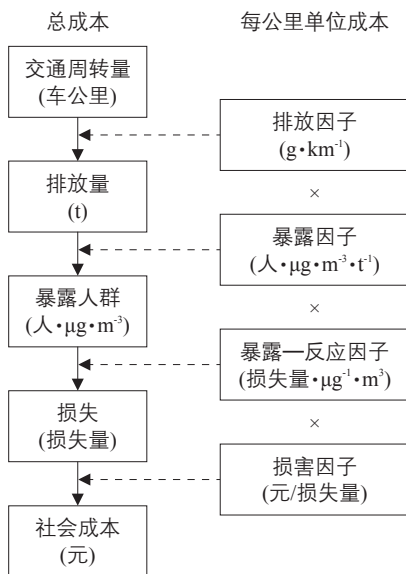 总成本
每公里单位成本
交通周转量
(车公里)
排放因子
(g•km⁻¹)
×
排放量
(t)
暴露因子
(人•μg•m⁻³•t⁻¹)
×
暴露人群
(人•μg•m⁻³)
暴露—反应因子
(损失量•μg⁻¹•m³)
×
损失
(损失量)
损害因子
(元/损失量)
社会成本
(元)